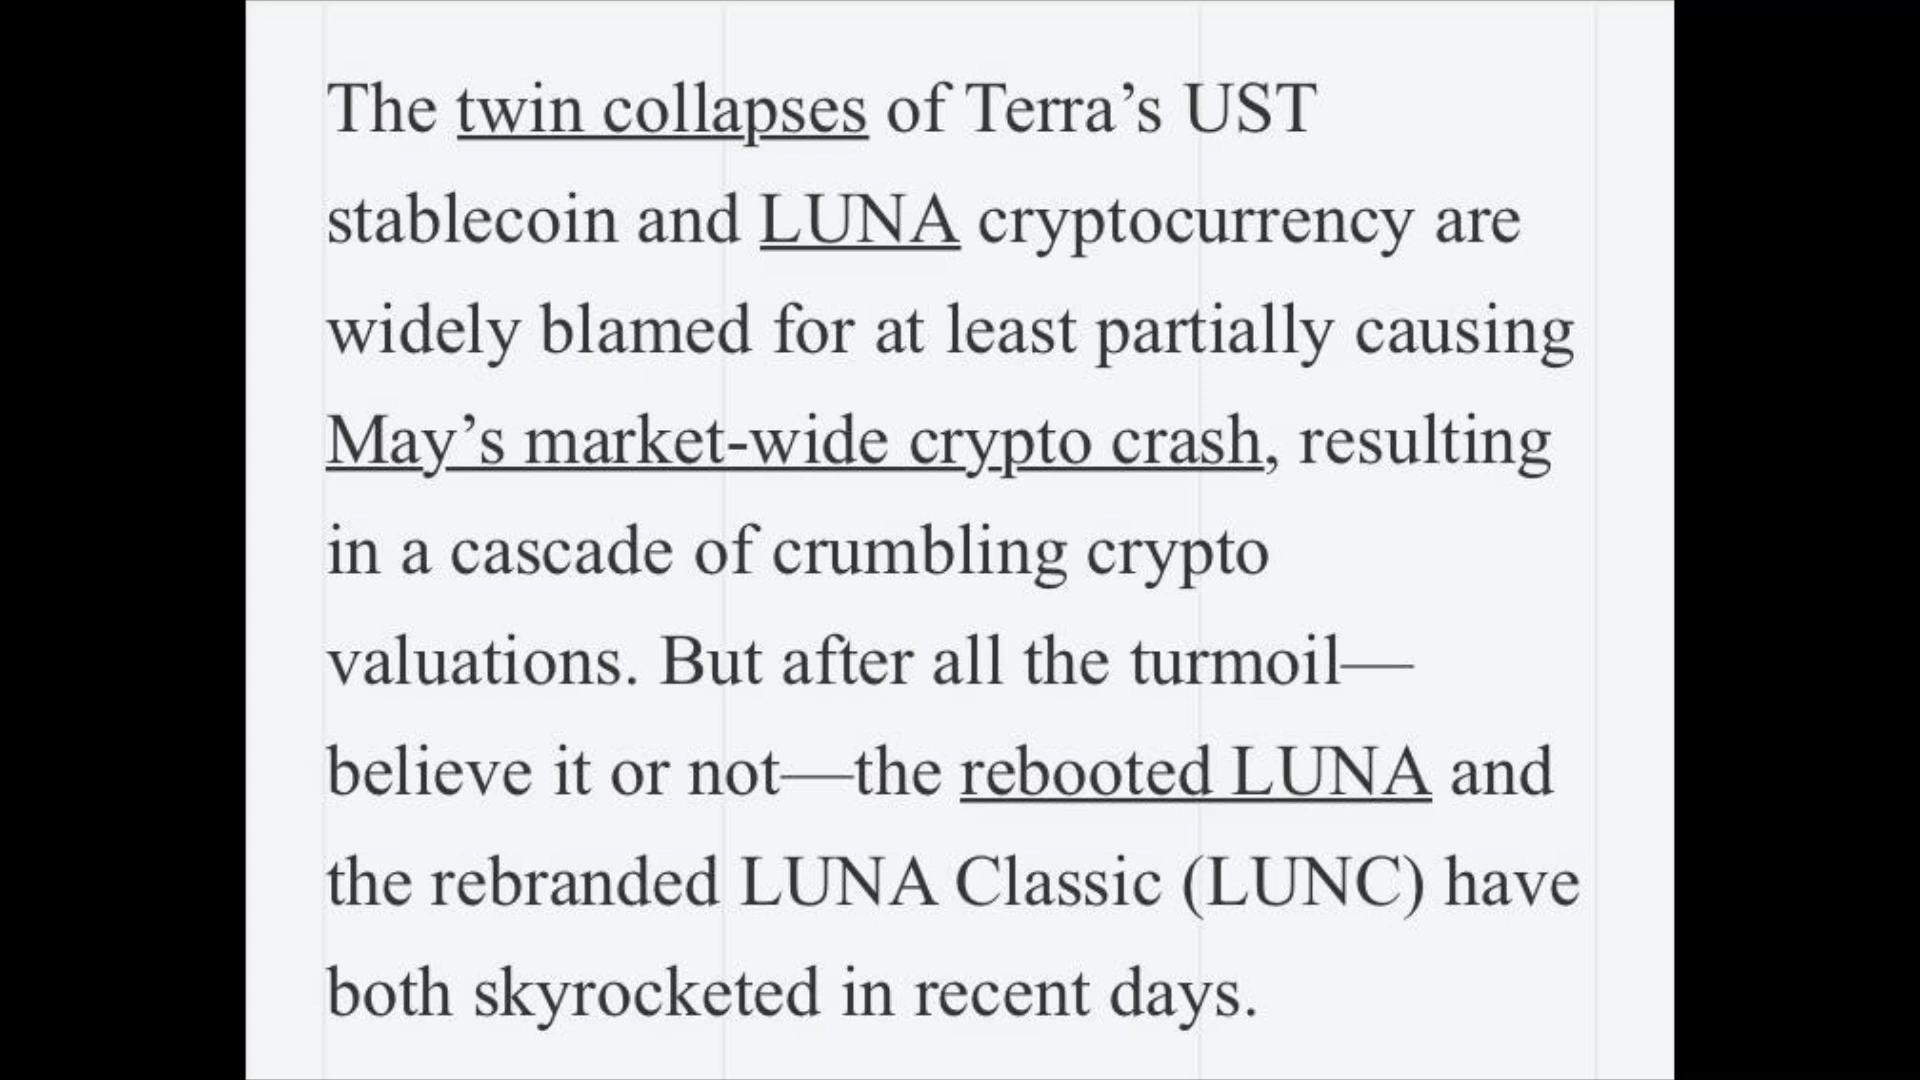 The twin collapses of Terra’s UST
stablecoin and LUNA cryptocurrency are
widely blamed for at least partially causing
May’s market-wide crypto crash, resulting
in a cascade of crumbling crypto
valuations. But after all the turmoil—
believe it or not—the rebooted LUNA and
the rebranded LUNA Classic (LUNC) have
both skyrocketed in recent days.